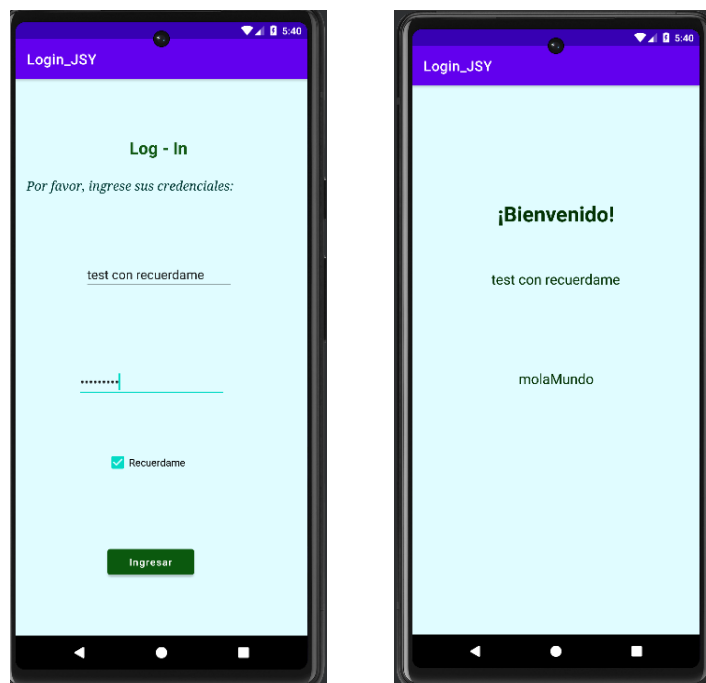 5:40
Login_JSY
Log - In
Por favor, ingrese sus credenciales:
test con recuerdame
•••••••••
Recuerdame
Ingresar
5:40
Login_JSY
¡Bienvenido!
test con recuerdame
molaMundo